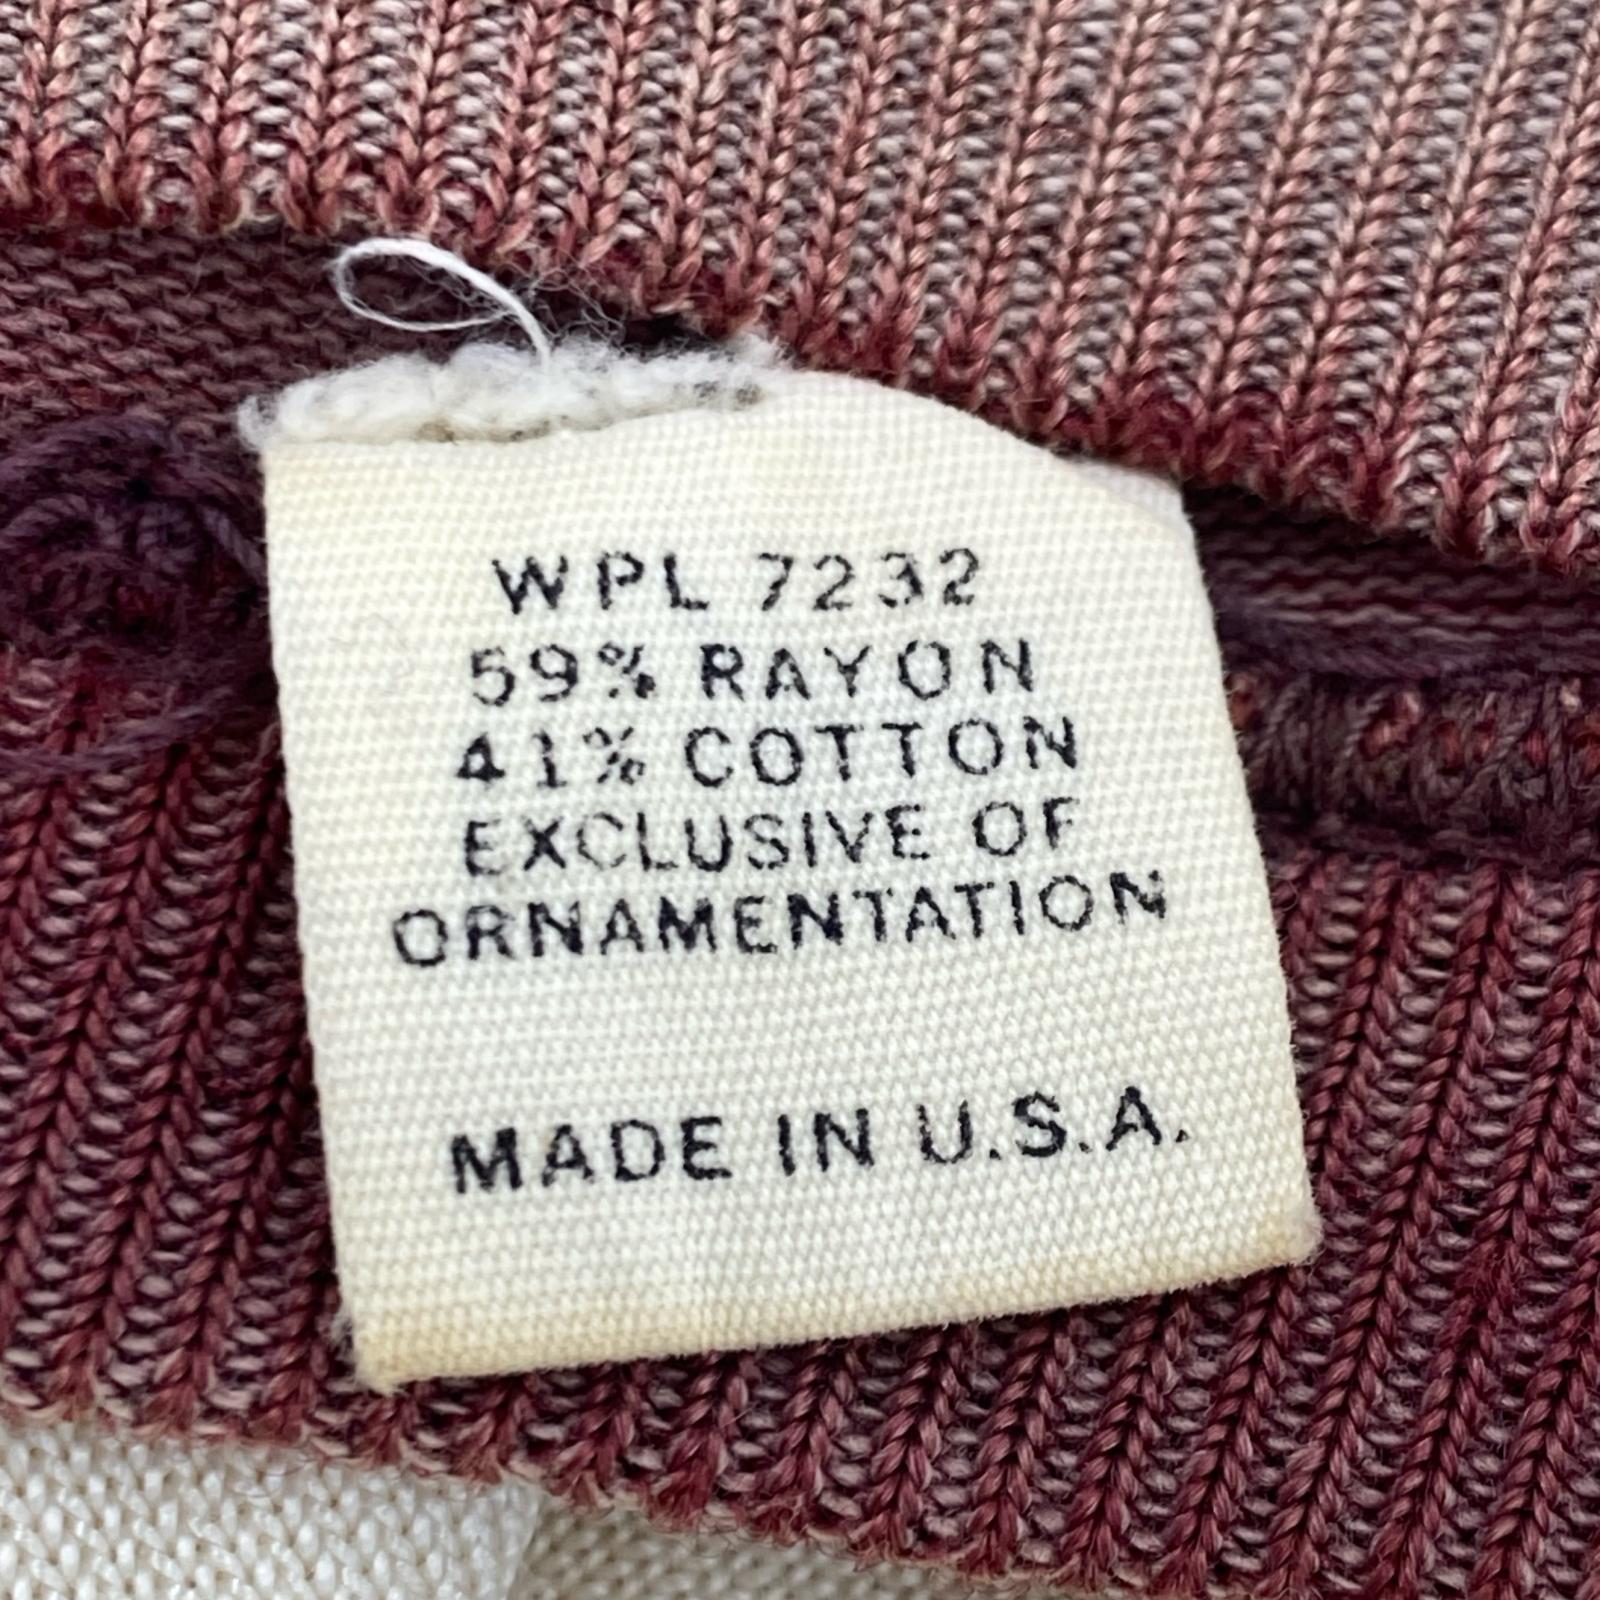 WPL 7232
59% RAYON
41% COTTON
EXCLUSIVE OF
ORNAMENTATION
MADE IN U.S.A.